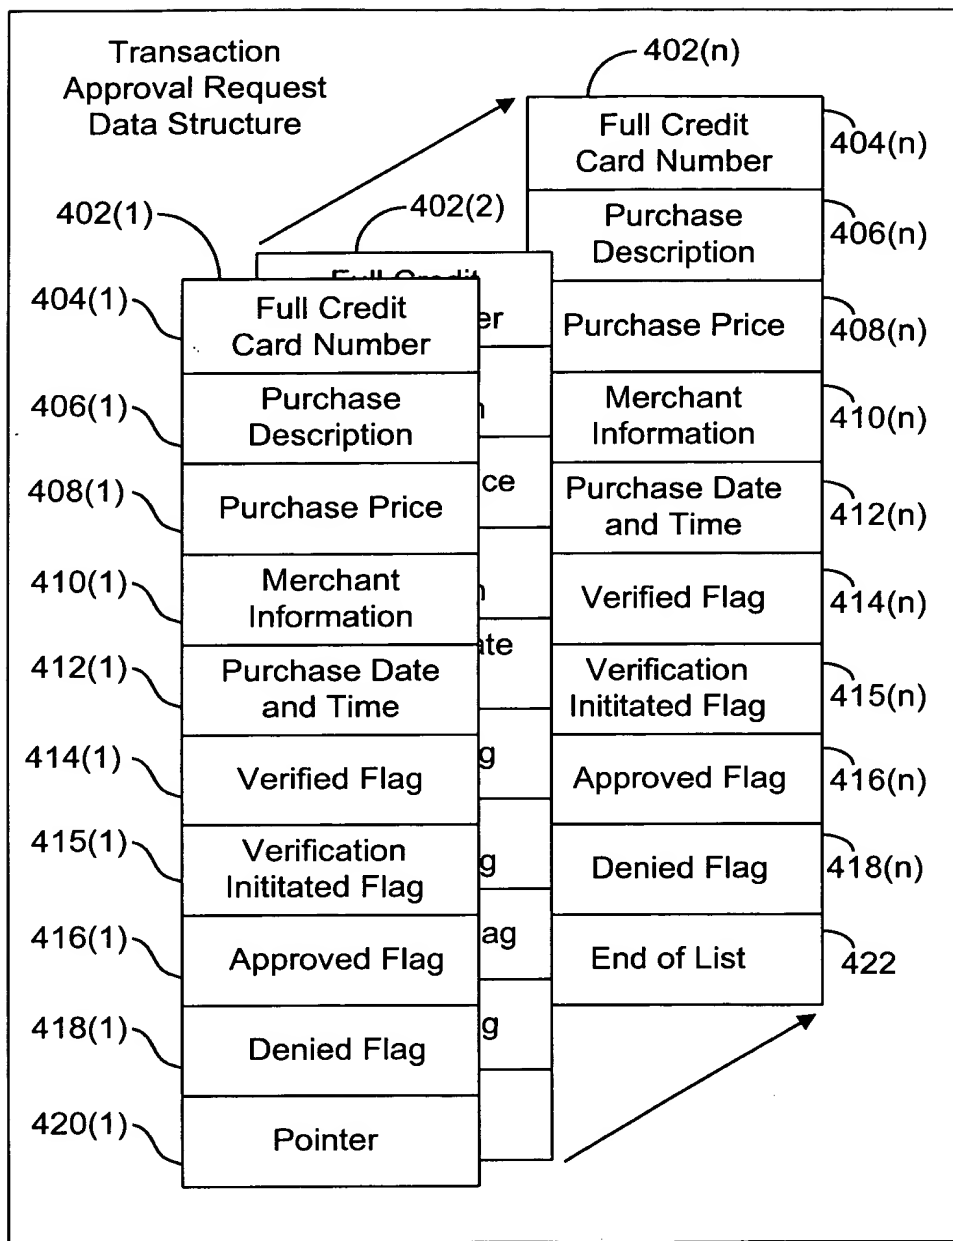 Transaction
Approval Request
Data Structure
402(n)
402(1)
402(2)
Full Credit
Card Number
404(n)
Purchase
Description
406(n)
Purchase Price
408(n)
Merchant
Information
410(n)
Purchase Date
and Time
412(n)
Verified Flag
414(n)
Verification
Inititated Flag
415(n)
Approved Flag
416(n)
Denied Flag
418(n)
End of List
422
Full Credit
404(1)
Full Credit
Card Number
406(1)
Purchase
Description
408(1)
Purchase Price
410(1)
Merchant
Information
412(1)
Purchase Date
and Time
414(1)
Verified Flag
415(1)
Verification
Inititated Flag
416(1)
Approved Flag
418(1)
Denied Flag
420(1)
Pointer